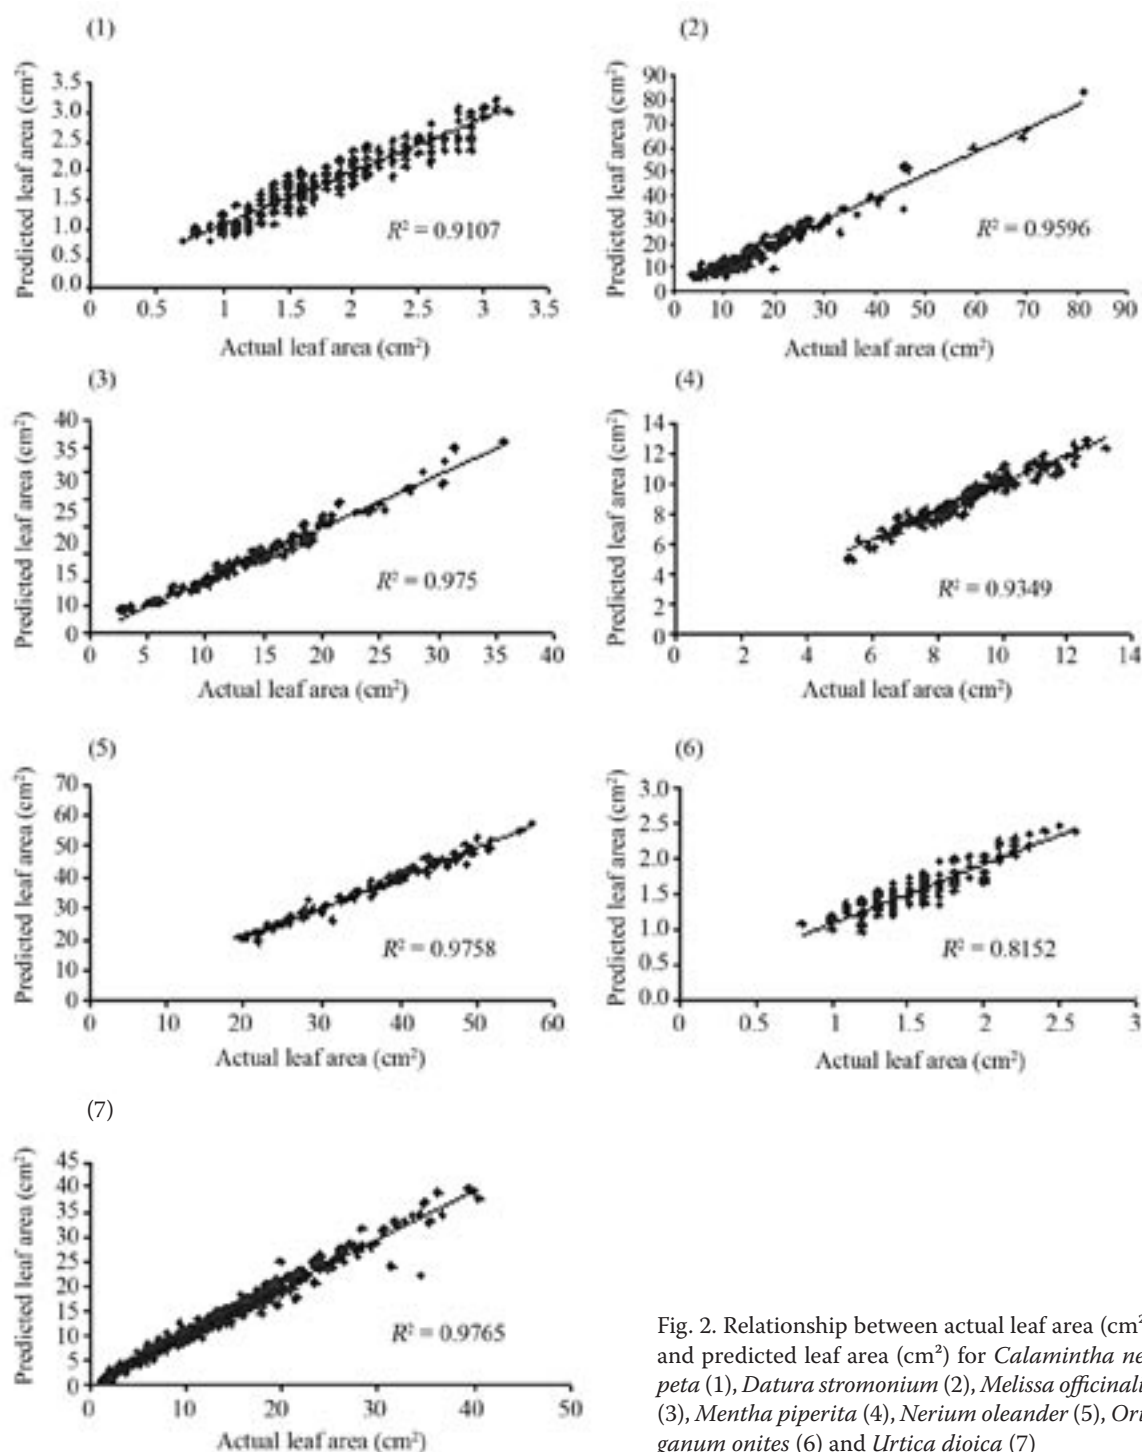 (1)
(2)
Predicted leaf area (cm²)
3.5
3.0
2.5
2.0
1.5
1.0
0.5
0.0
R² = 0.9107
0 0.5 1 1.5 2 2.5 3 3.5
Actual leaf area (cm²)
Predicted leaf area (cm²)
90
80
70
60
50
40
30
20
10
0
R² = 0.9596
0 10 20 30 40 50 60 70 80 90
Actual leaf area (cm²)
(3)
(4)
Predicted leaf area (cm²)
40
35
30
25
20
15
10
0
R² = 0.975
0 5 10 15 20 25 30 35 40
Actual leaf area (cm²)
Predicted leaf area (cm²)
14
12
10
8
6
4
2
0
R² = 0.9349
0 2 4 6 8 10 12 14
Actual leaf area (cm²)
(5)
(6)
Predicted leaf area (cm²)
70
60
50
40
30
20
10
0
R² = 0.9758
0 10 20 30 40 50 60
Actual leaf area (cm²)
Predicted leaf area (cm²)
3.0
2.5
2.0
1.5
1.0
0.5
0.0
R² = 0.8152
0 0.5 1 1.5 2 2.5 3
Actual leaf area (cm²)
(7)
Predicted leaf area (cm²)
45
40
35
30
25
20
15
10
5
0
R² = 0.9765
0 10 20 30 40 50
Actual leaf area (cm²)
Fig. 2. Relationship between actual leaf area (cm²
and predicted leaf area (cm²) for Calamintha ne
peta (1), Datura stromonium (2), Melissa officinali
(3), Mentha piperita (4), Nerium oleander (5), Ori
ganum onites (6) and Urtica dioica (7)